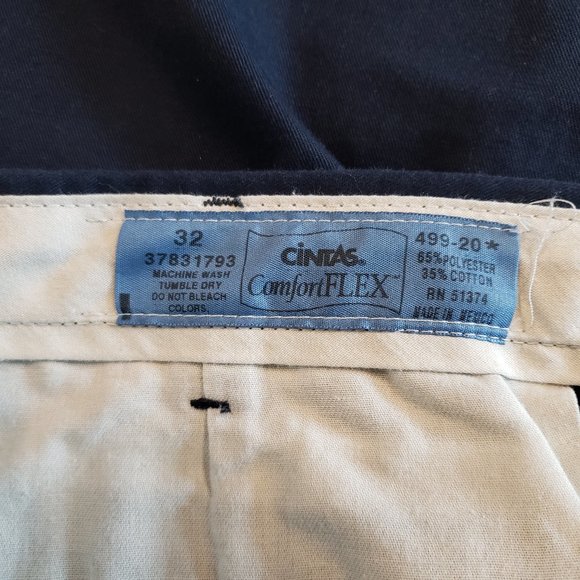 32
37831793
MACHINE WASH
TUMBLE DRY
DO NOT BLEACH
COLORS.
CINTAS®
ComfortFLEX™
499-20*
65% POLYESTER
35% COTTON
RN 51374
MADE IN MEXICO